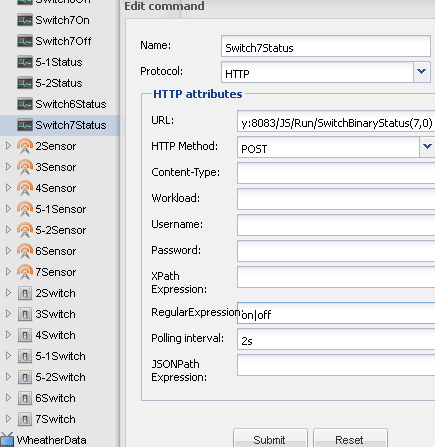 Edit command
Switch7On
Switch7Off
5-1Status
5-2Status
Switch6Status
Switch7Status
2Sensor
3Sensor
4Sensor
5-1Sensor
5-2Sensor
6Sensor
7Sensor
2Switch
3Switch
4Switch
5-1Switch
5-2Switch
6Switch
7Switch
WheatherData
Name: Switch7Status
Protocol: HTTP
HTTP attributes
URL: y:8083/JS/Run/SwitchBinaryStatus(7,0)
HTTP Method: POST
Content-Type:
Workload:
Username:
Password:
XPath
Expression:
RegularExpression: on|off
Polling interval: 2s
JSONPath
Expression:
Submit Reset